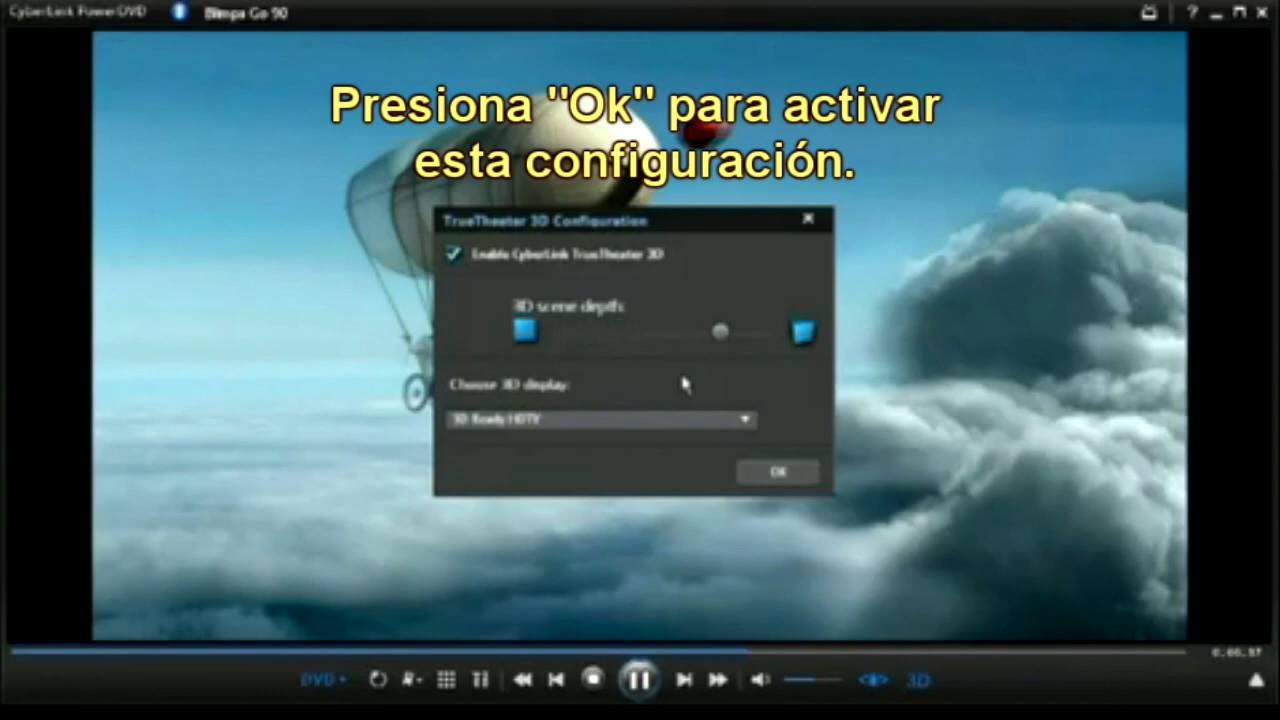 CyberLink PowerDVD
Presiona "Ok" para activar
esta configuración.
TrueTheater 3D Configuration
Enable CyberLink TrueTheater 3D
3D scene depth:
Choose 3D display:
3D Ready HDTV
OK
DVD
3D